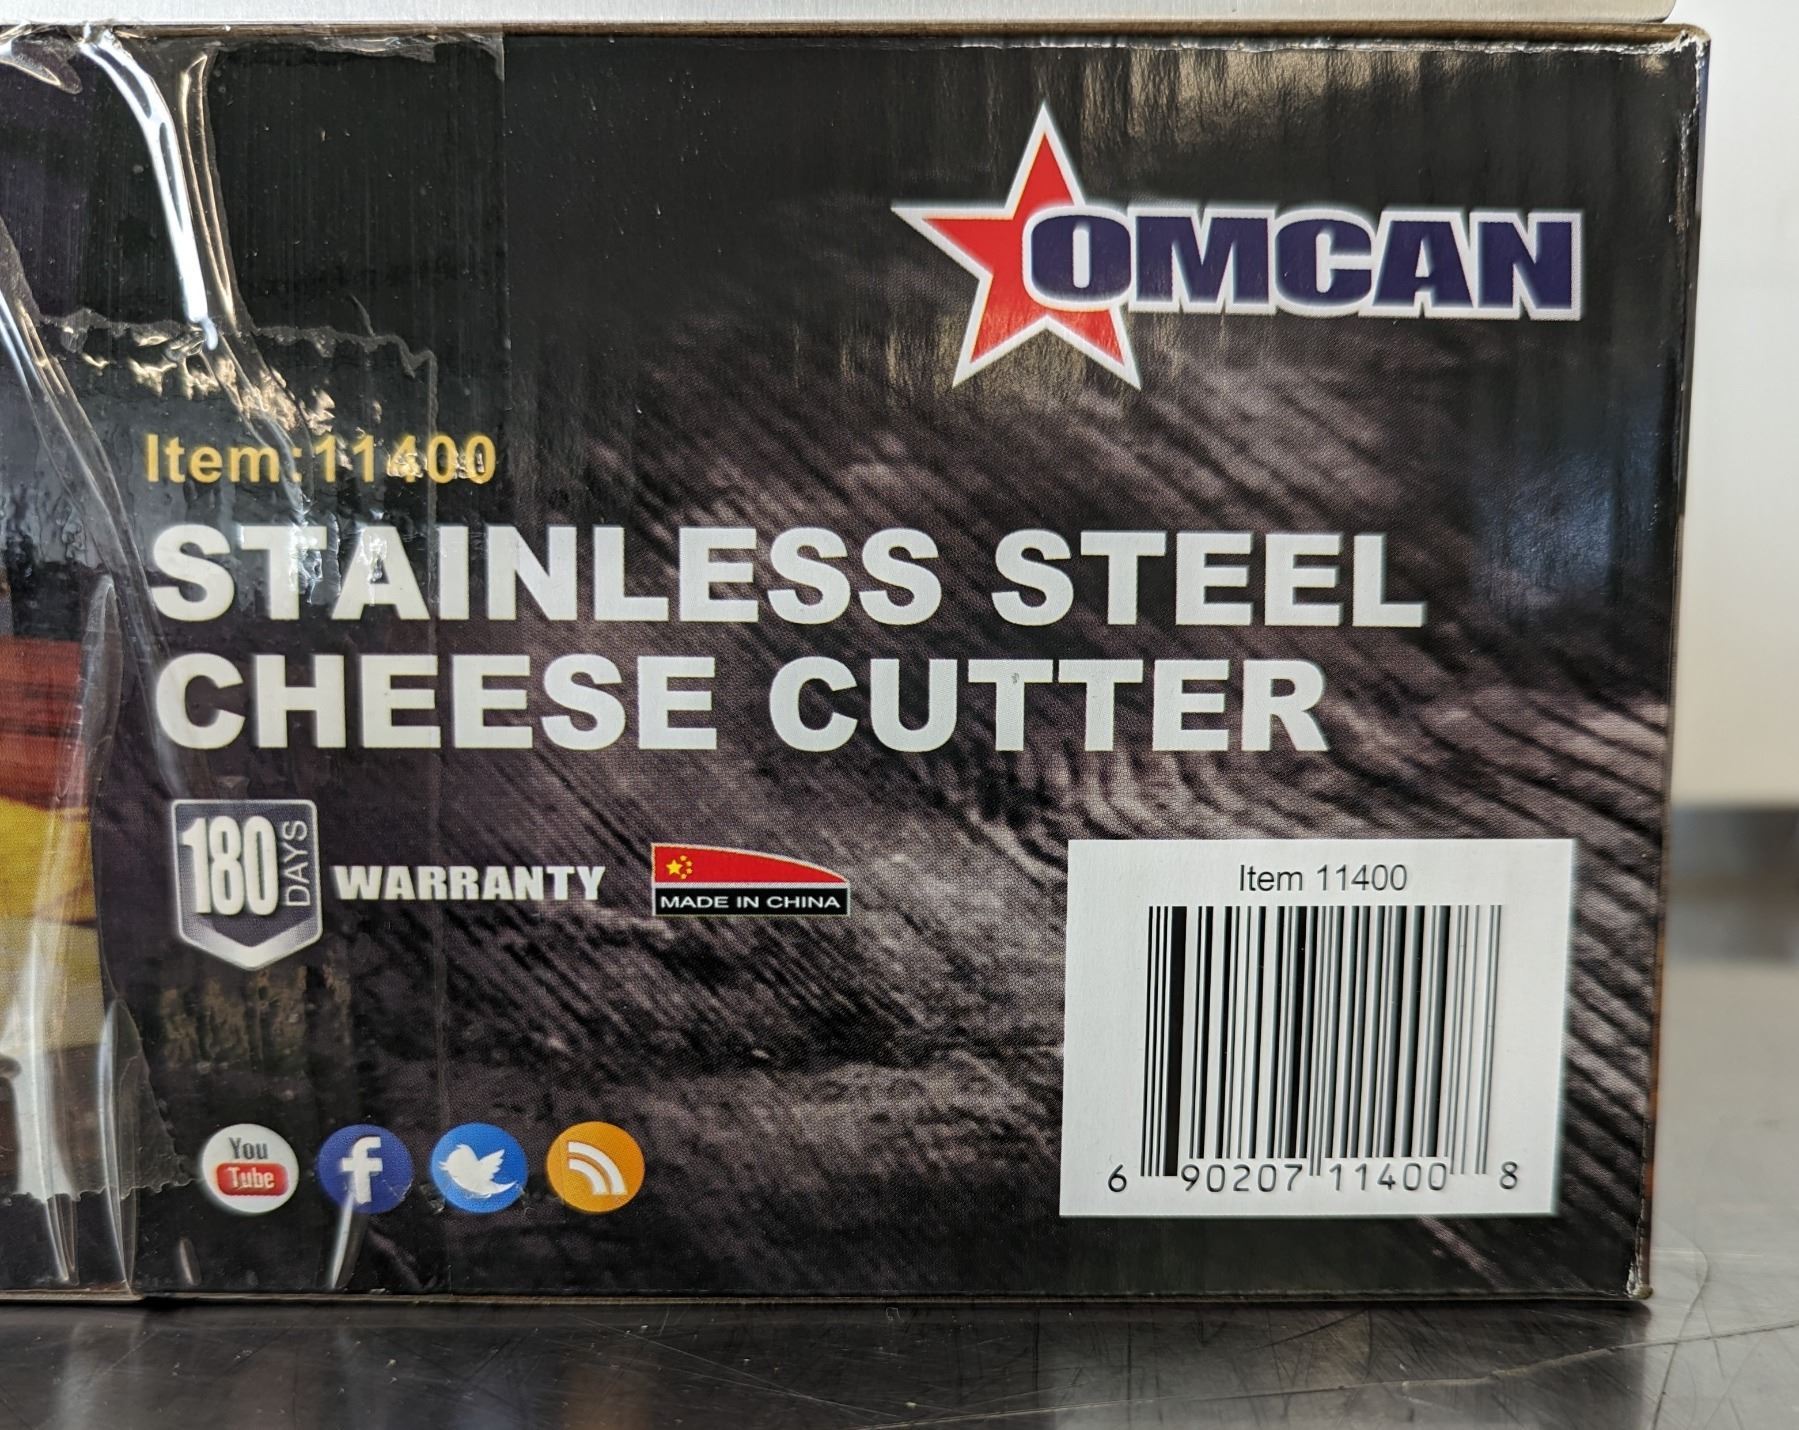 OMCAN
Item:11400
STAINLESS STEEL
CHEESE CUTTER
180 DAYS
WARRANTY
MADE IN CHINA
Item 11400
6 90207 11400 8
You
Tube
f